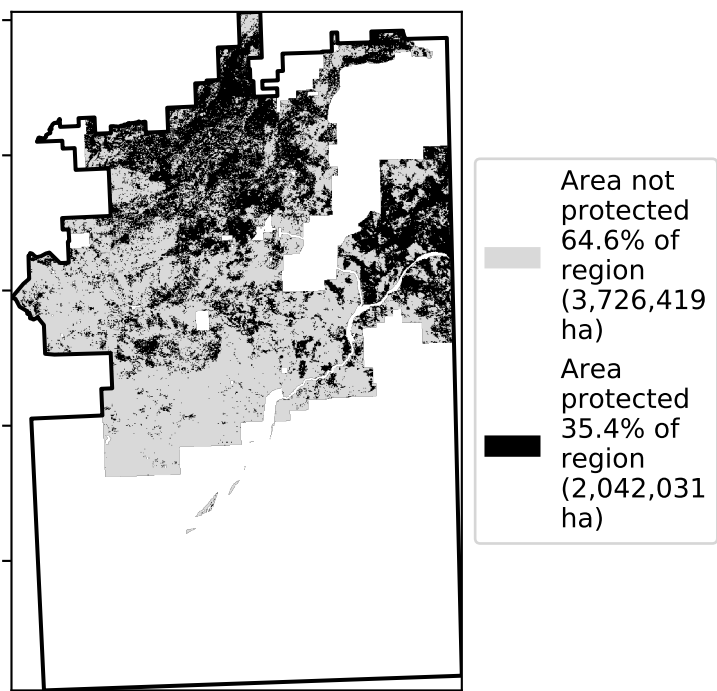 Area not
protected
64.6% of
region
(3,726,419
ha)
Area
protected
35.4% of
region
(2,042,031
ha)